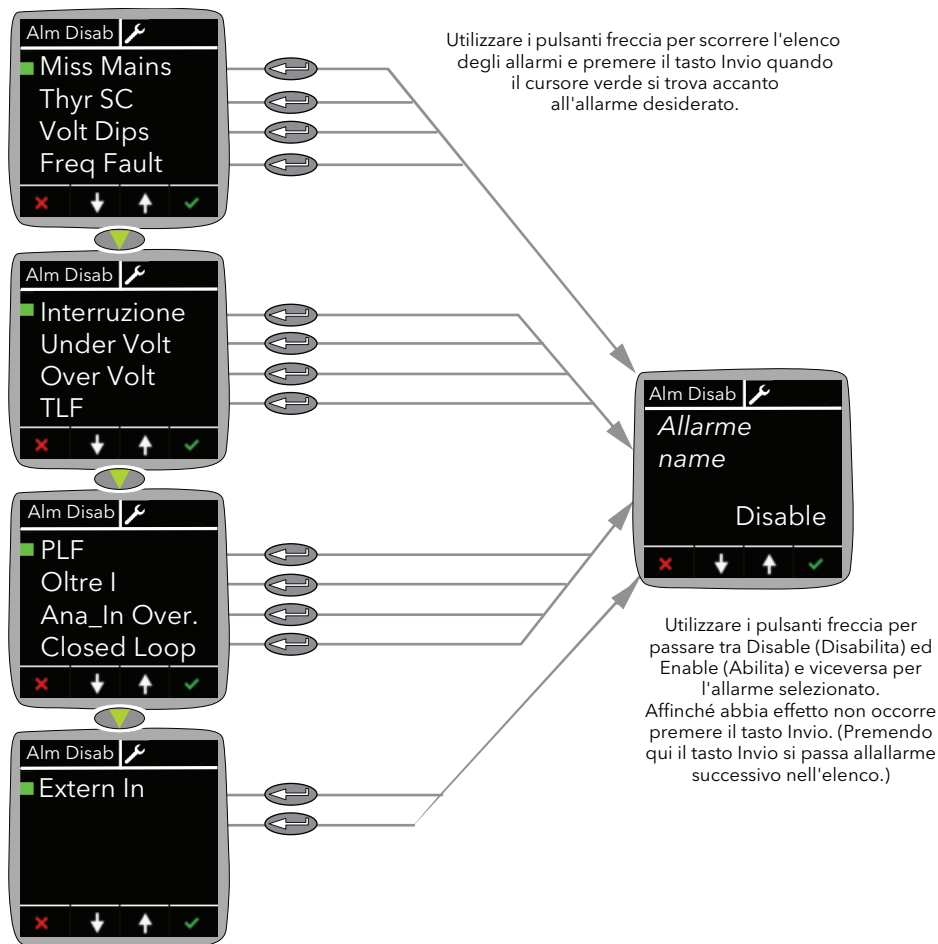 Alm Disab
Miss Mains
Thyr SC
Volt Dips
Freq Fault
Utilizzare i pulsanti freccia per scorrere l'elenco
degli allarmi e premere il tasto Invio quando
il cursore verde si trova accanto
all'allarme desiderato.
Alm Disab
Interruzione
Under Volt
Over Volt
TLF
Alm Disab
Allarme
name
Disable
Alm Disab
PLF
Oltre I
Ana_In Over.
Closed Loop
Utilizzare i pulsanti freccia per
passare tra Disable (Disabilita) ed
Enable (Abilita) e viceversa per
l'allarme selezionato.
Affinché abbia effetto non occorre
premere il tasto Invio. (Premendo
qui il tasto Invio si passa allallarme
successivo nell'elenco.)
Alm Disab
Extern In